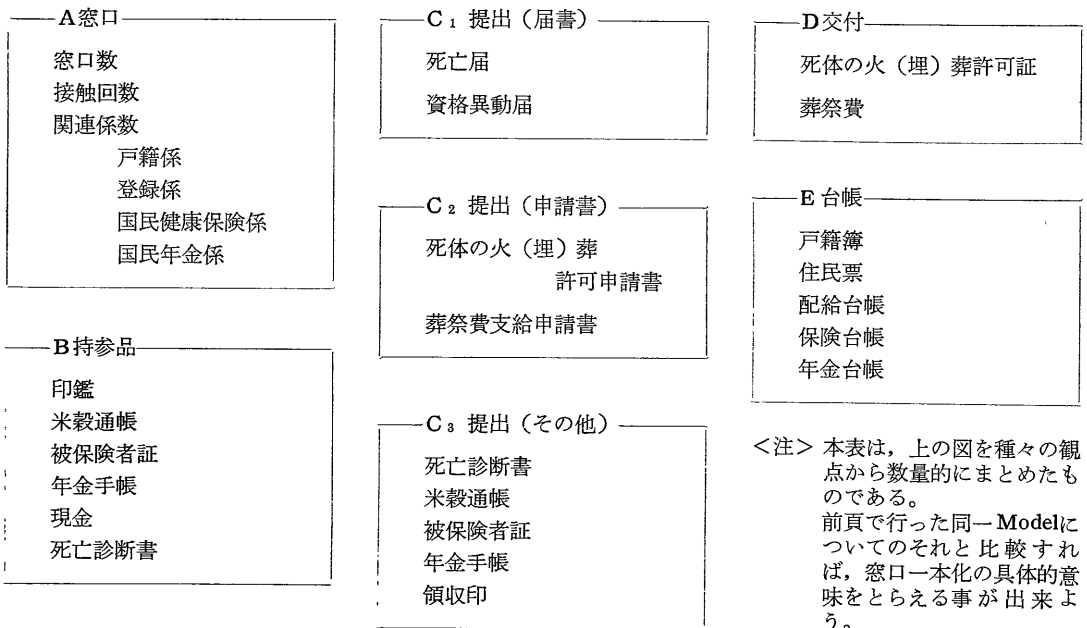 A窓口
窓口数
接触回数
関連係数
戸籍係
登録係
国民健康保険係
国民年金係
B持参品
印鑑
米穀通帳
被保険者証
年金手帳
現金
死亡診断書
C₁ 提出（届書）
死亡届
資格異動届
C₂ 提出（申請書）
死体の火（埋）葬
許可申請書
葬祭費支給申請書
C₃ 提出（その他）
死亡診断書
米穀通帳
被保険者証
年金手帳
領収印
D交付
死体の火（埋）葬許可証
葬祭費
E台帳
戸籍簿
住民票
配給台帳
保険台帳
年金台帳
＜注＞ 本表は，上の図を種々の観
点から数量的にまとめたも
のである。
前頁で行った同一Modelに
ついてのそれと比較すれ
ば，窓口一本化の具体的意
味をとらえる事が出来よ
う。